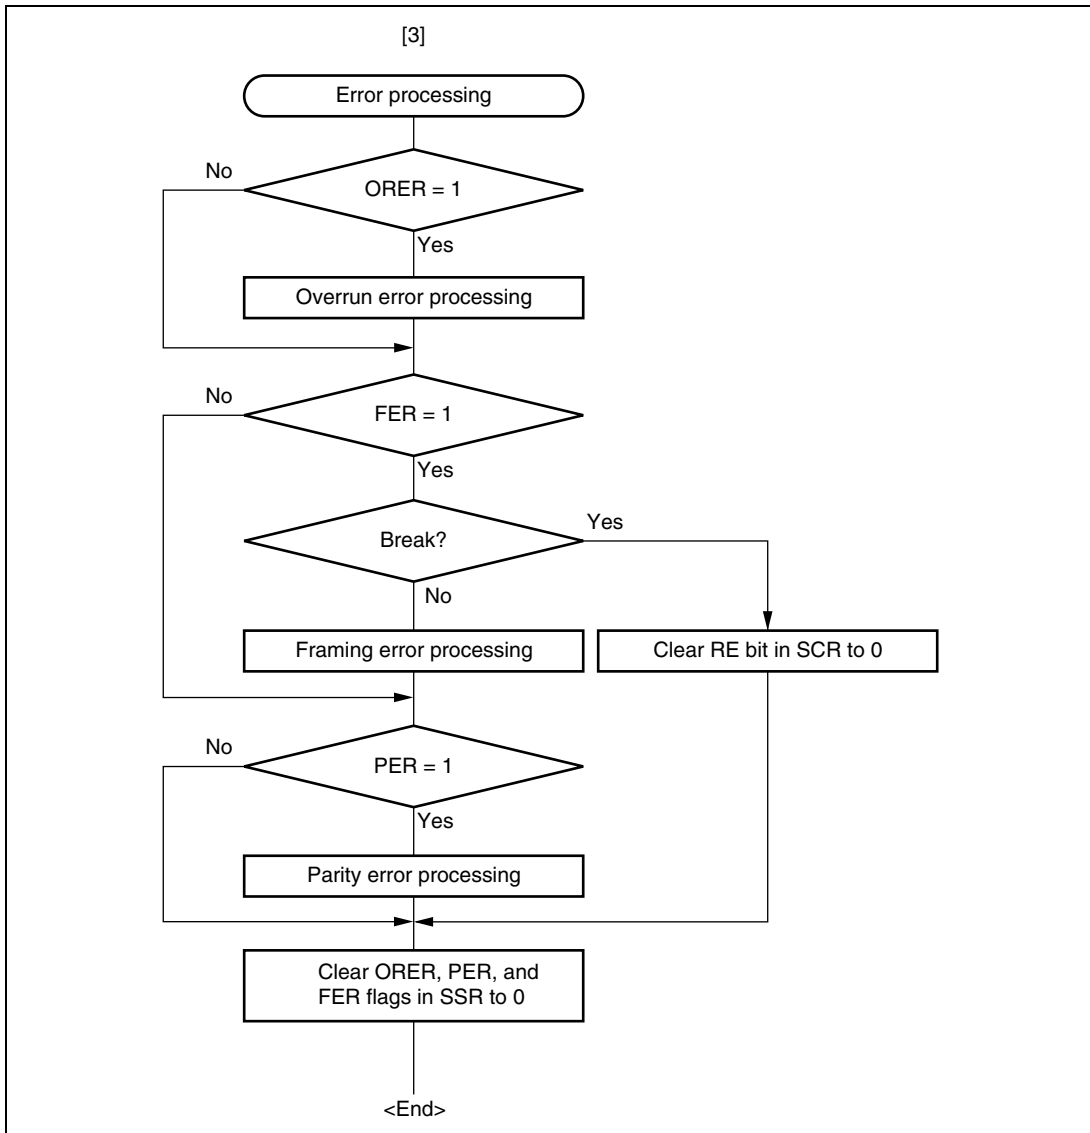 [3]
Error processing
No
ORER = 1
Yes
Overrun error processing
No
FER = 1
Yes
Break?
Yes
No
Framing error processing
Clear RE bit in SCR to 0
No
PER = 1
Yes
Parity error processing
Clear ORER, PER, and
FER flags in SSR to 0
<End>